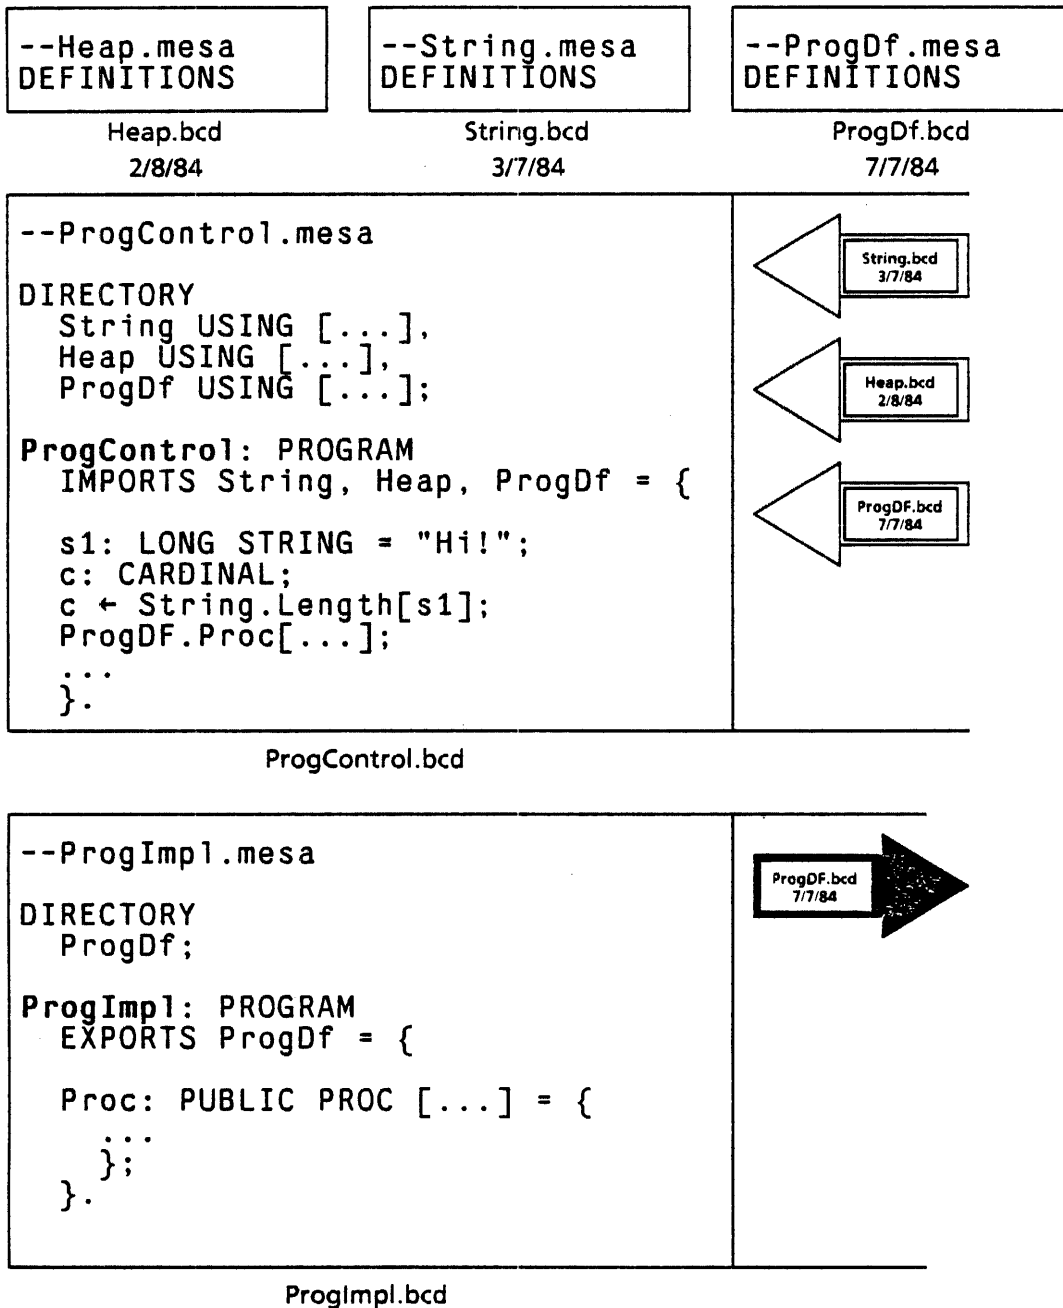 --Heap.mesa
DEFINITIONS
--String.mesa
DEFINITIONS
--ProgDf.mesa
DEFINITIONS
Heap.bcd
2/8/84
String.bcd
3/7/84
ProgDf.bcd
7/7/84
--ProgControl.mesa
DIRECTORY
String USING [...],
Heap USING [...],
ProgDf USING [...];
ProgControl: PROGRAM
IMPORTS String, Heap, ProgDf = {
s1: LONG STRING = "Hi!";
c: CARDINAL;
c ← String.Length[s1];
ProgDF.Proc[...];
...
}.
String.bcd
3/7/84
Heap.bcd
2/8/84
ProgDF.bcd
7/7/84
ProgControl.bcd
--ProgImpl.mesa
DIRECTORY
ProgDf;
ProgImpl: PROGRAM
EXPORTS ProgDf = {
Proc: PUBLIC PROC [...] = {
...
};
}.
ProgDF.bcd
7/7/84
ProgImpl.bcd